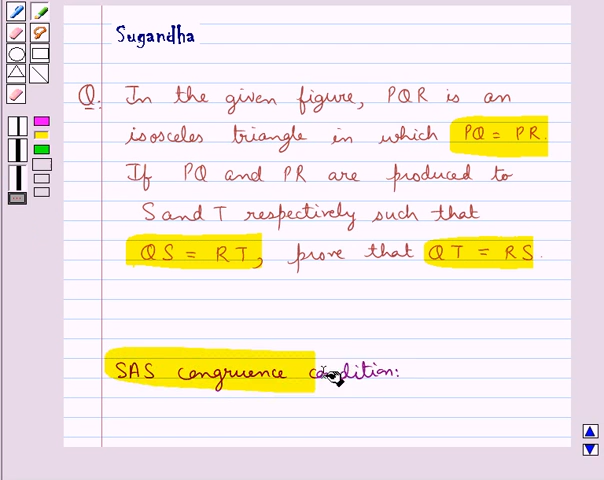 Sugandha
Q. In the given figure, PQR is an
isosceles triangle in which PQ = PR.
If PQ and PR are produced to
S and T respectively such that
QS = RT, prove that QT = RS.
SAS congruence condition: